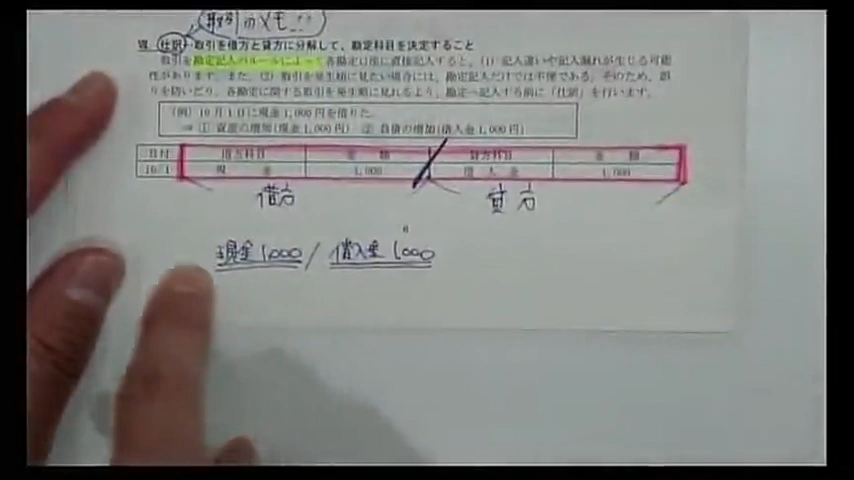 取引のメモ!!
仕訳・取引を借方と貸方に分解して、勘定科目を決定すること
取引を勘定記入のルールによって各勘定口座に直接記入すると、(1) 記入違いや記入漏れが生じる可能
性があります。また、(2) 取引を発生順に見たい場合には、勘定記入だけでは不便である。そのため、誤
りを防いだり、各勘定に関する取引を発生順に見れるよう、勘定へ記入する前に「仕訳」を行います。
(例) 10月1日に現金1,000円を借りた。
⇒ ① 資産の増加(現金1,000円) ② 負債の増加(借入金1,000円)
日付 借方科目 金 額 貸方科目 金 額
10/1 現 金 1,000 借 入 金 1,000
借方 貸方
現金 1,000 / 借入金 1,000